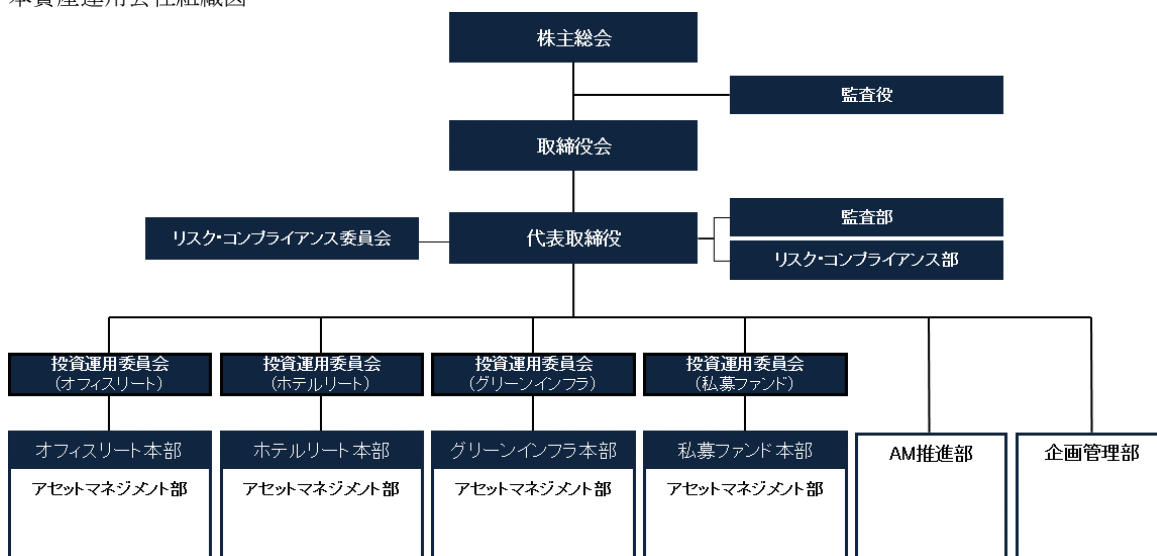 本資産運用会社組織図
株主総会
監査役
取締役会
監査部
リスク・コンプライアンス委員会
代表取締役
リスク・コンプライアンス部
投資運用委員会
(オフィスリート)
投資運用委員会
(ホテルリート)
投資運用委員会
(グリーンインフラ)
投資運用委員会
(私募ファンド)
オフィスリート本部
アセットマネジメント部
ホテルリート本部
アセットマネジメント部
グリーンインフラ本部
アセットマネジメント部
私募ファンド本部
アセットマネジメント部
AM推進部
企画管理部